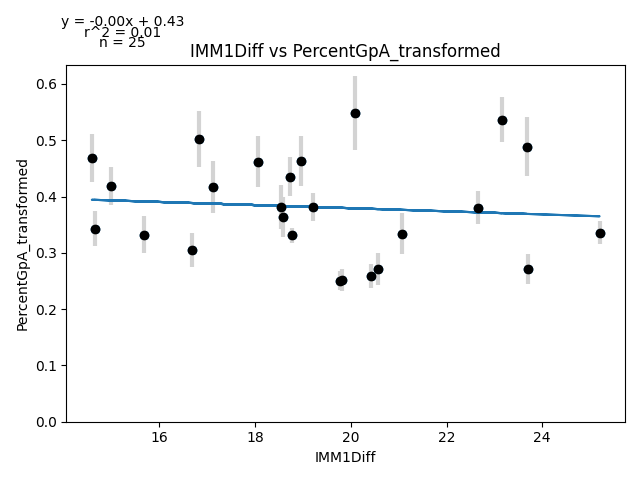 y = -0.00x + 0.43
r^2 = 0.01
n = 25
IMM1Diff vs PercentGpA_transformed
PercentGpA_transformed
0.6
0.5
0.4
0.3
0.2
0.1
0.0
16 18 20 22 24
IMM1Diff